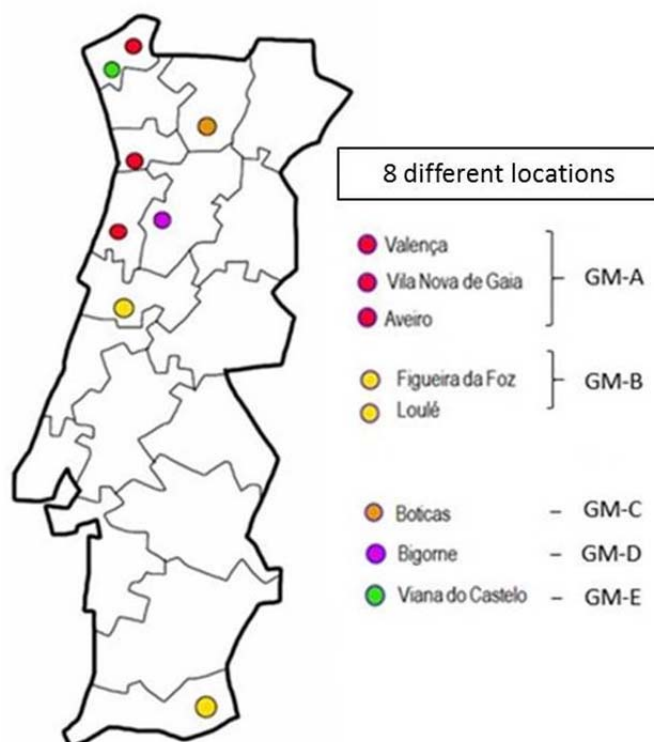 8 different locations
Valença
Vila Nova de Gaia – GM-A
Aveiro
Figueira da Foz – GM-B
Loulé
Boticas – GM-C
Bigorne – GM-D
Viana do Castelo – GM-E